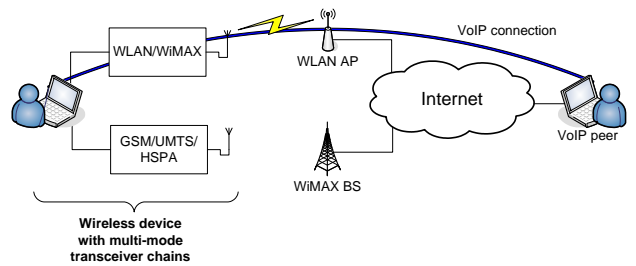 WLAN/WiMAX
VoIP connection
WLAN AP
Internet
GSM/UMTS/
HSPA
VoIP peer
WiMAX BS
Wireless device
with multi-mode
transceiver chains